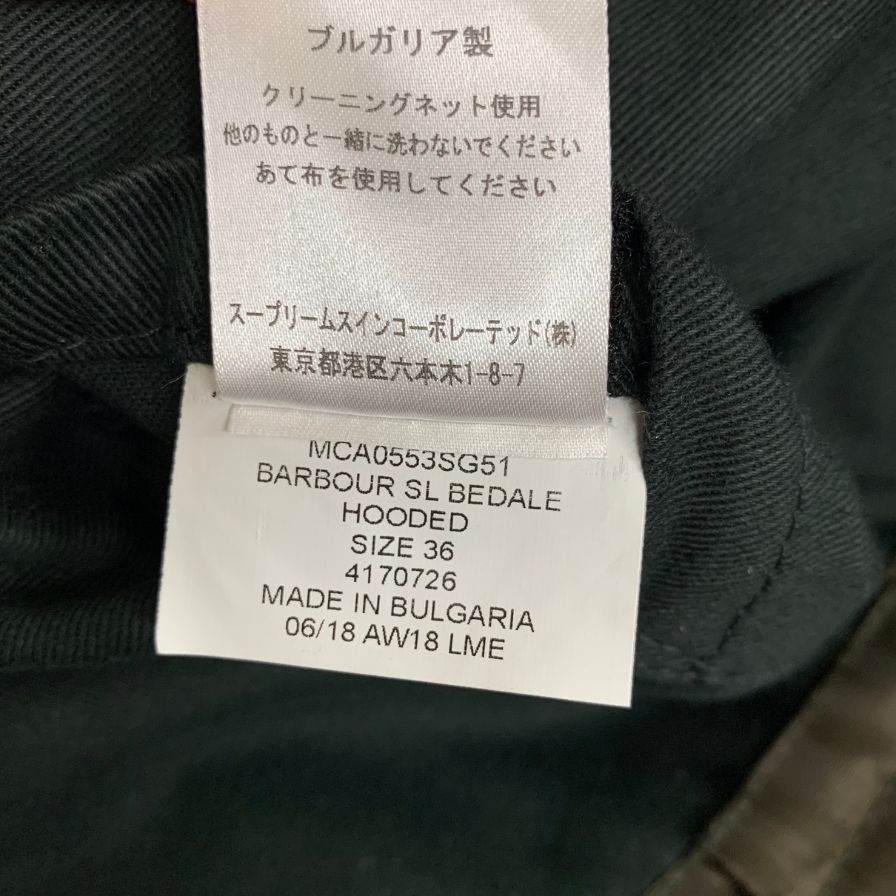 ブルガリア製
クリーニングネット使用
他のものと一緒に洗わないでください
あて布を使用してください
スープリームスインコーポレーテッド(株)
東京都港区六本木1-8-7
MCA0553SG51
BARBOUR SL BEDALE
HOODED
SIZE 36
4170726
MADE IN BULGARIA
06/18 AW18 LME